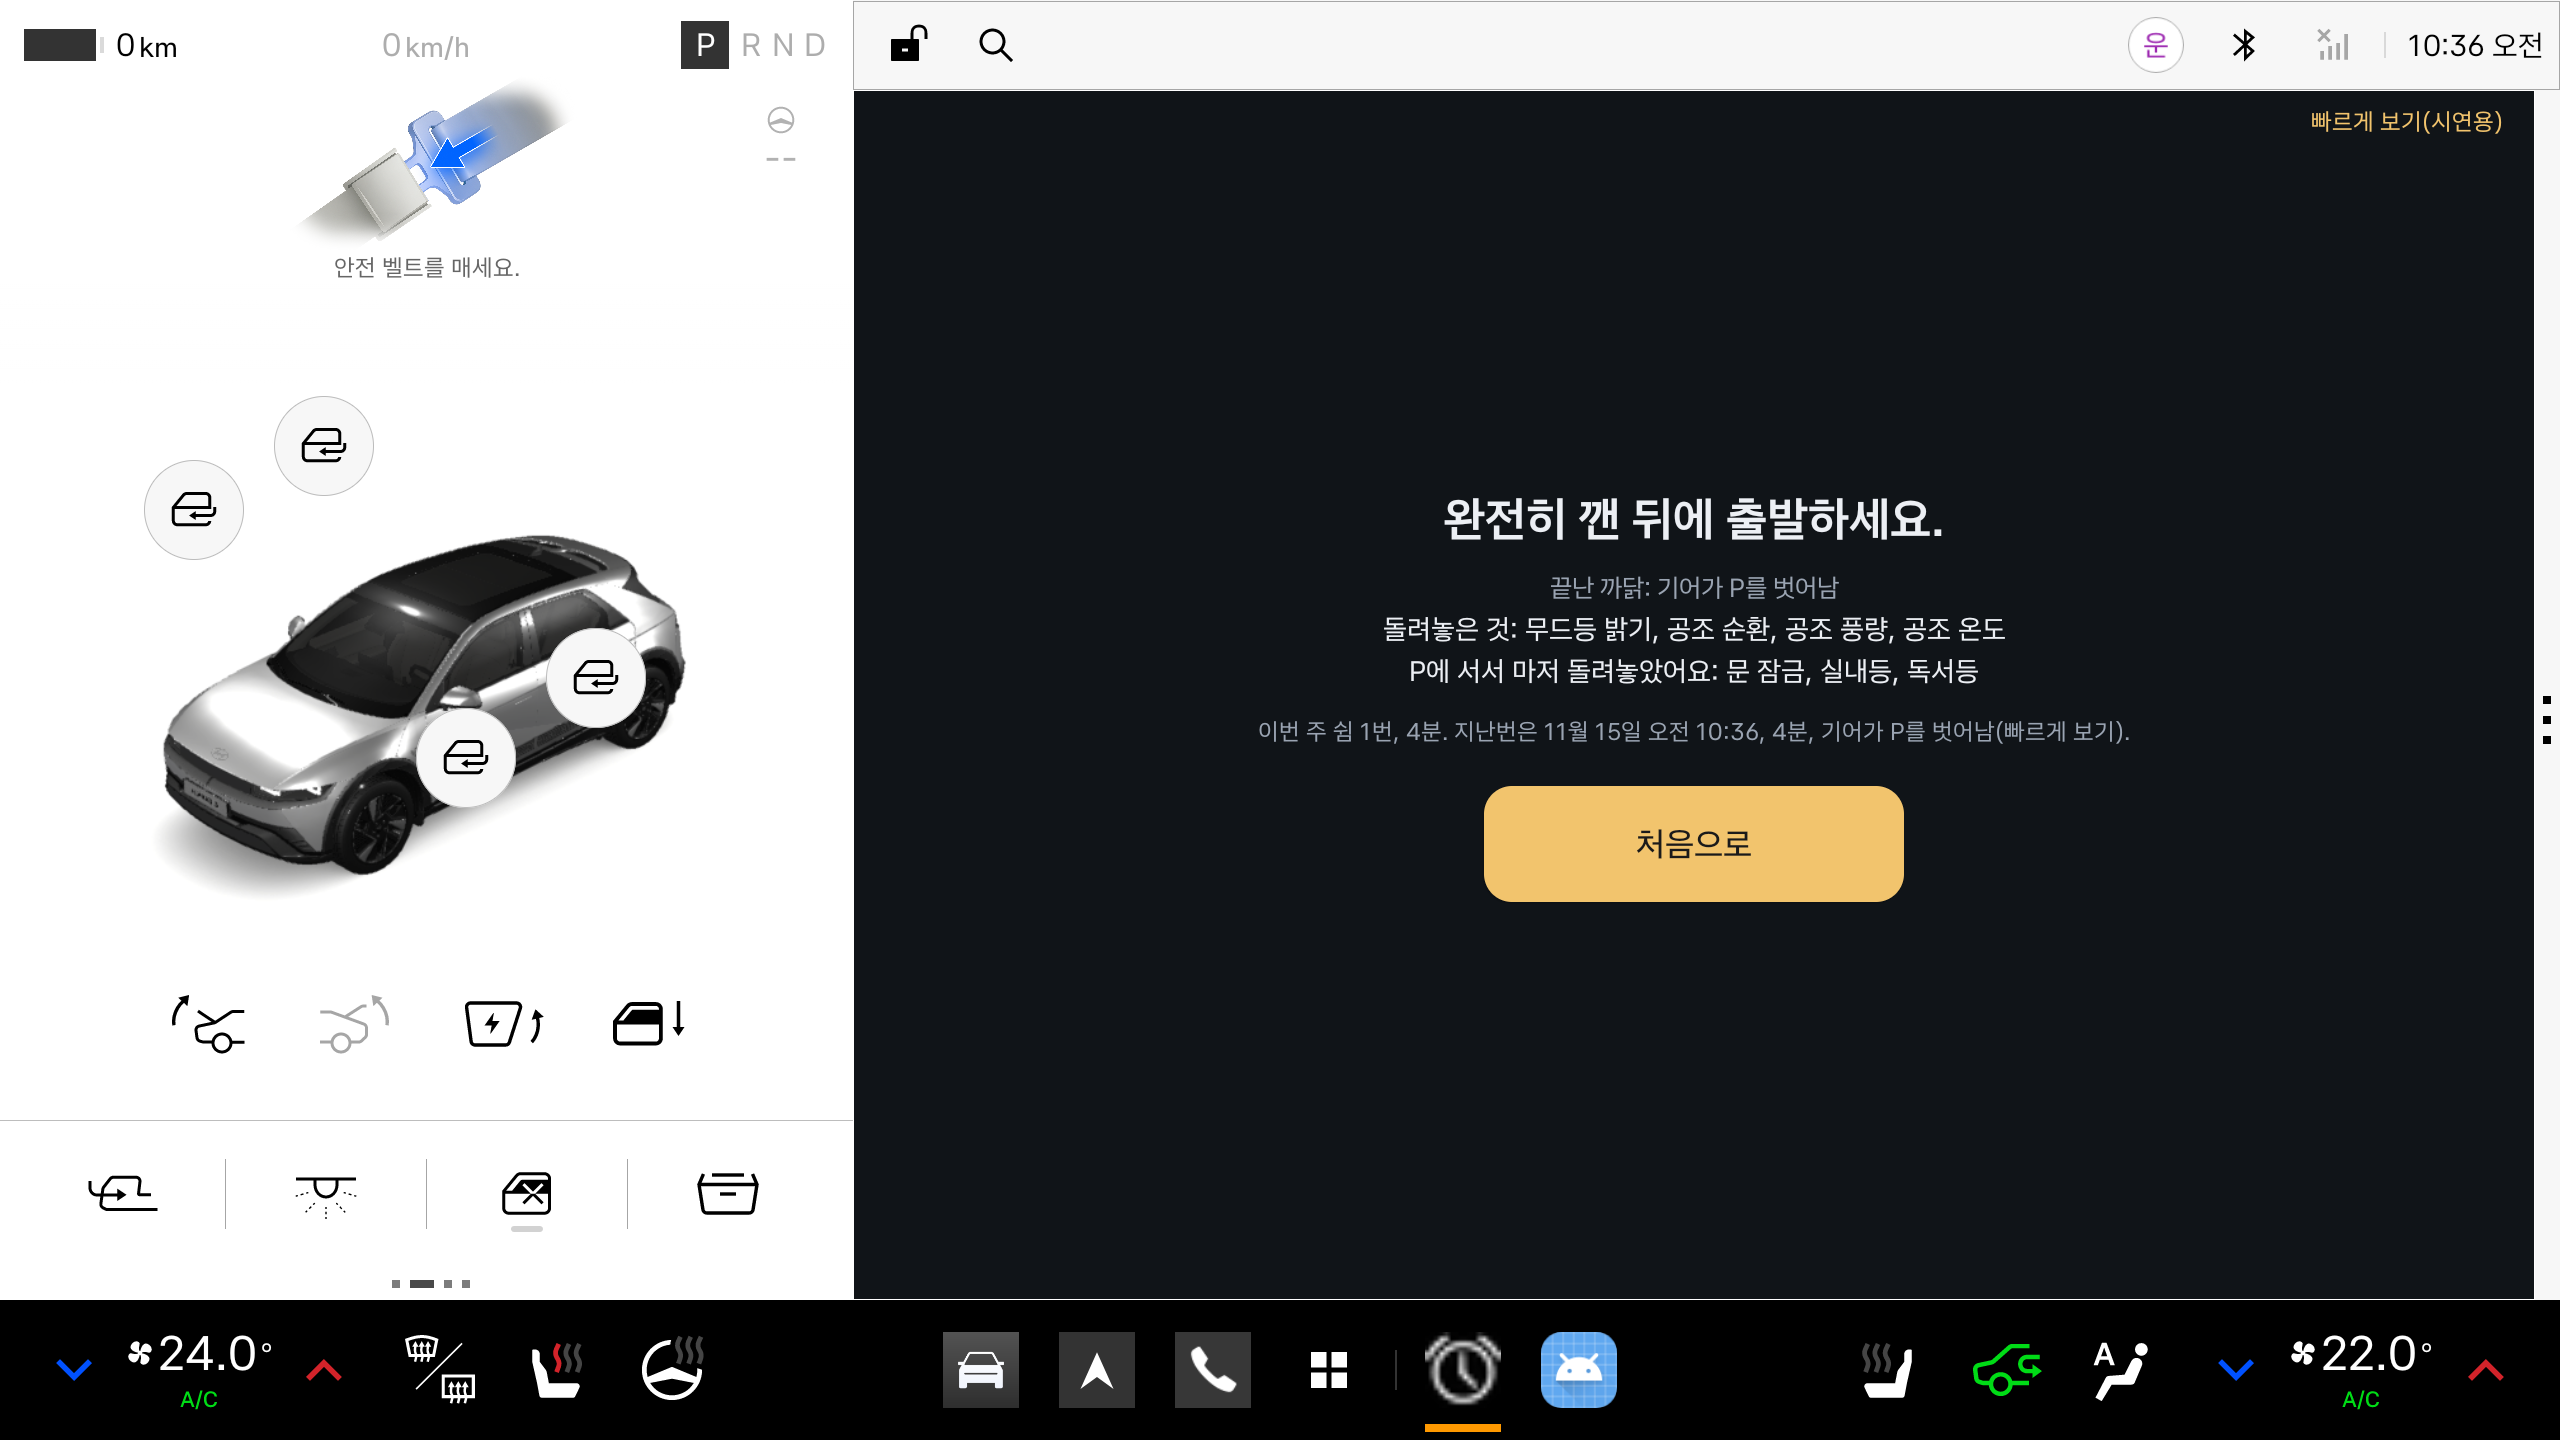 0 km
0 km/h
P R N D
운
10:36 오전
안전 벨트를 매세요.
빠르게 보기(시연용)
완전히 깬 뒤에 출발하세요.
끝난 까닭: 기어가 P를 벗어남
돌려놓은 것: 무드등 밝기, 공조 순환, 공조 풍량, 공조 온도
P에 서서 마저 돌려놓았어요: 문 잠금, 실내등, 독서등
이번 주 쉼 1번, 4분. 지난번은 11월 15일 오전 10:36, 4분, 기어가 P를 벗어남(빠르게 보기).
처음으로
24.0°
A/C
A
22.0°
A/C